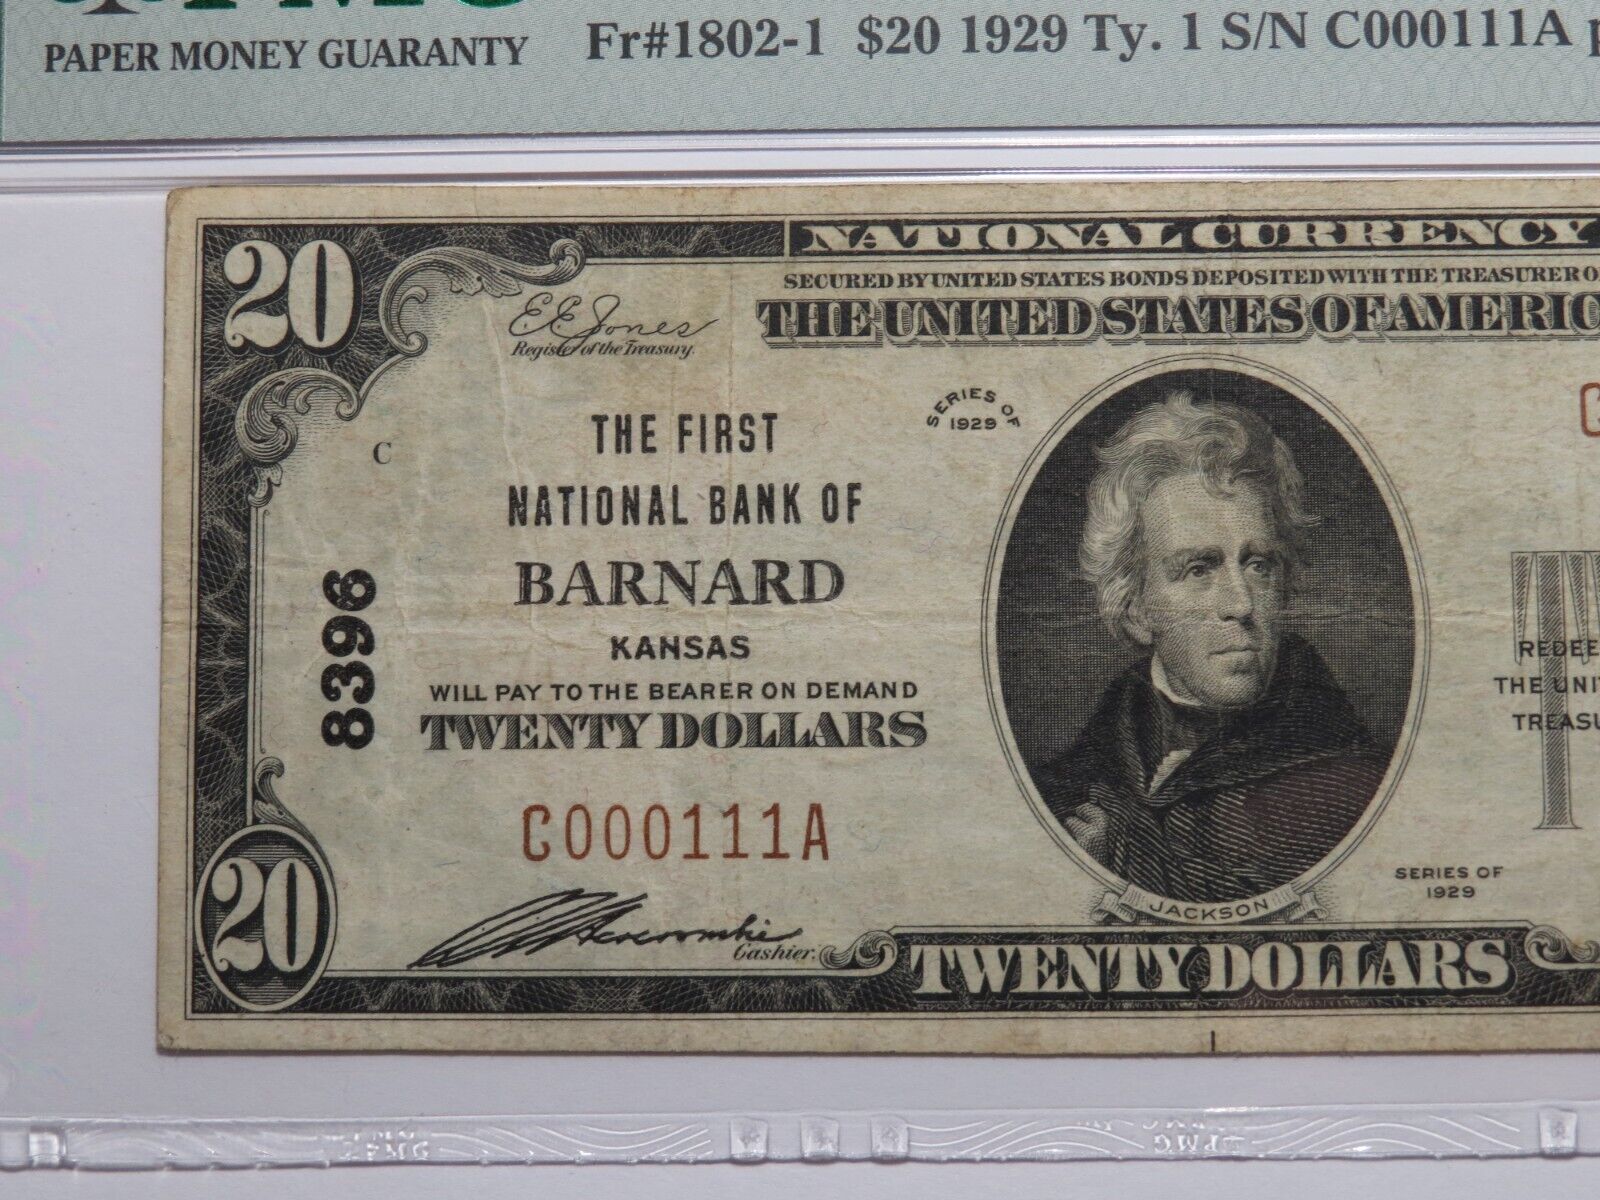 PAPER MONEY GUARANTY
Fr#1802-1 $20 1929 Ty. 1 S/N C000111A
20
NATIONAL CURRENCY
SECURED BY UNITED STATES BONDS DEPOSITED WITH THE TREASURER O
THE UNITED STATES OF AMERIC
E.E. Jones
Register of the Treasury.
SERIES OF
1929
C
THE FIRST
NATIONAL BANK OF
BARNARD
KANSAS
8396
WILL PAY TO THE BEARER ON DEMAND
TWENTY DOLLARS
REDEE
THE UNIT
TREASU
C000111A
SERIES OF
1929
JACKSON
20
Cashier.
TWENTY DOLLARS
PMG